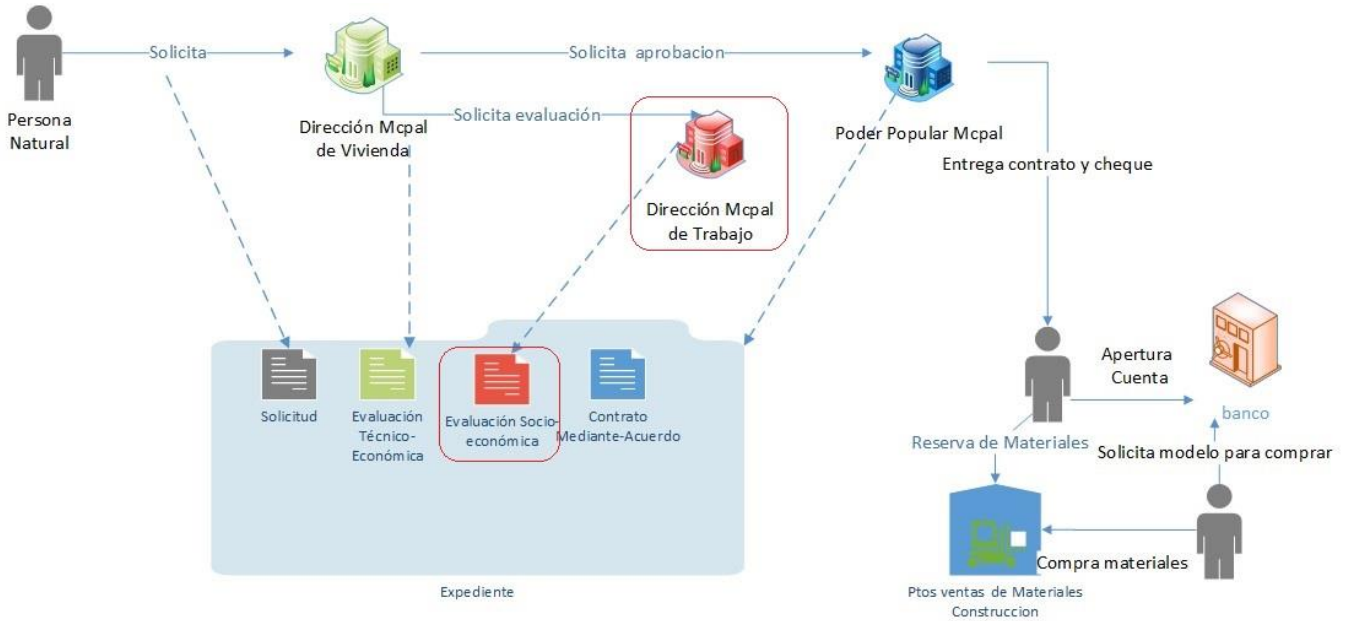 Solicita
Solicita aprobacion
Persona
Natural
Solicita evaluación
Dirección Mcpal
de Vivienda
Poder Popular Mcpal
Entrega contrato y cheque
Dirección Mcpal
de Trabajo
Apertura
Cuenta
banco
Solicitud
Evaluación
Técnico-
Económica
Evaluación Socio-
económica
Contrato
Mediante-Acuerdo
Reserva de Materiales
Solicita modelo para comprar
Compra materiales
Expediente
Ptos ventas de Materiales
Construccion